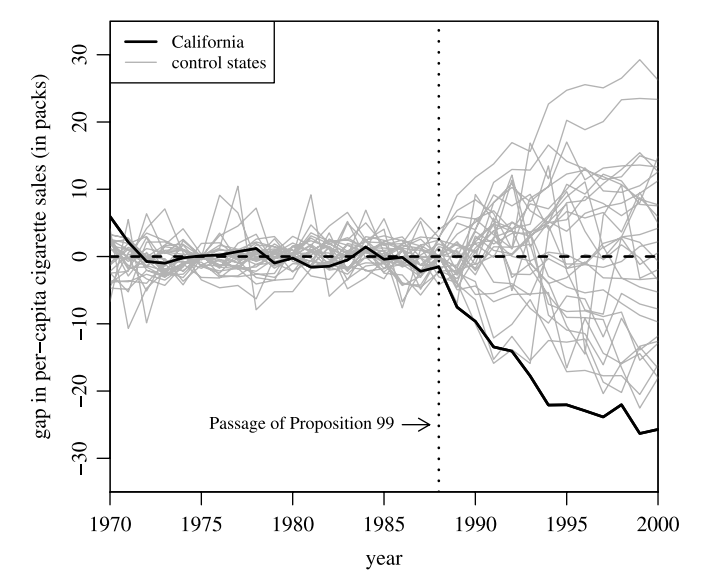 California
control states
gap in per−capita cigarette sales (in packs)
30
20
10
0
−10
−20
−30
Passage of Proposition 99
1970 1975 1980 1985 1990 1995 2000
year